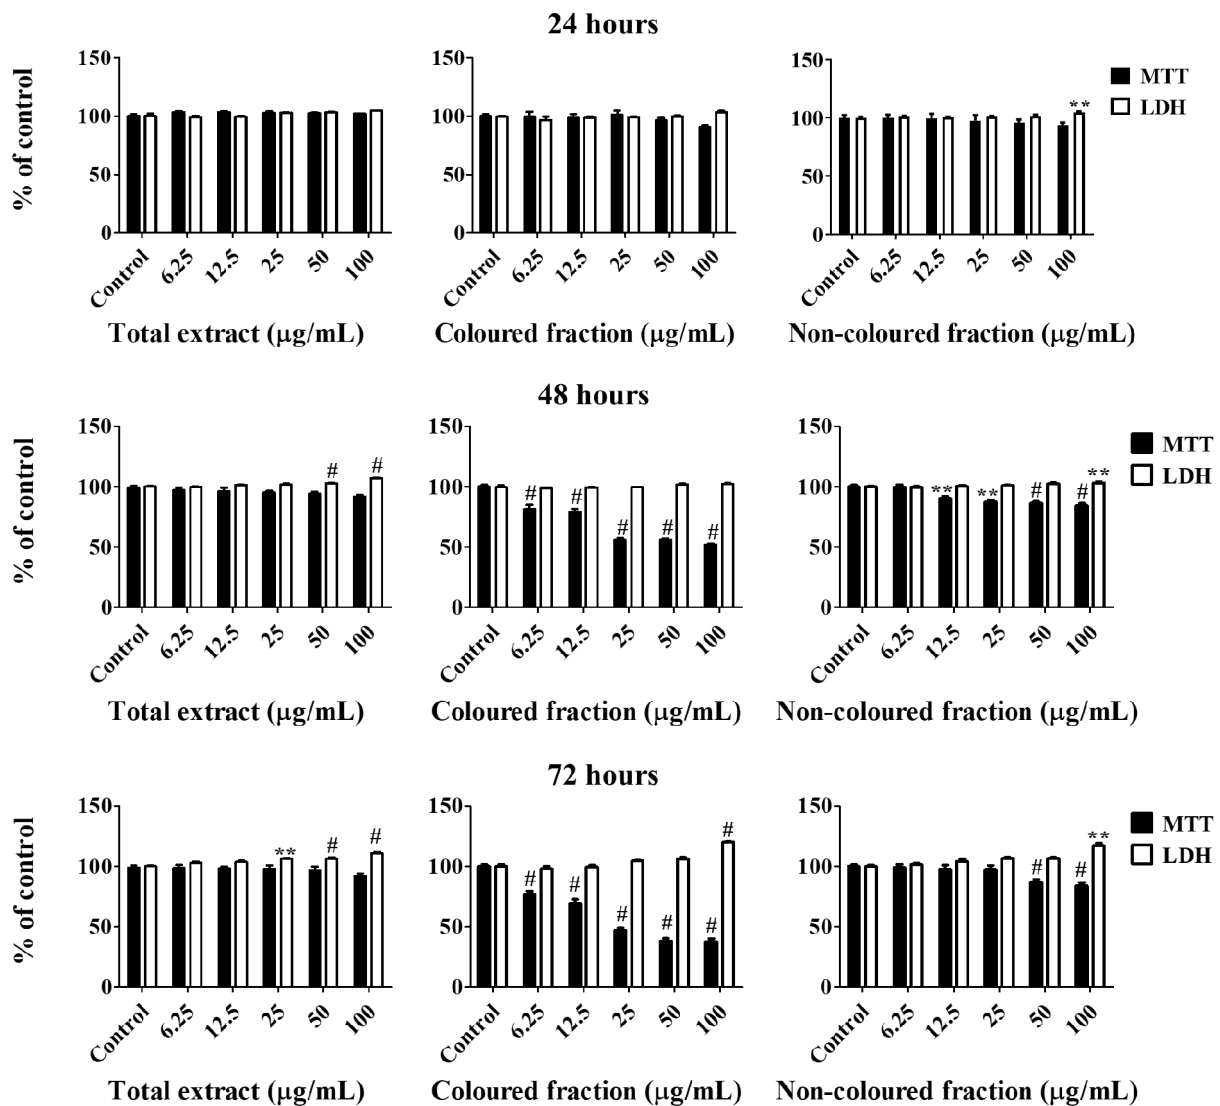 24 hours
% of control
150
100
50
0
Control 6.25 12.5 25 50 100
Total extract (μg/mL)
150
100
50
0
Control 6.25 12.5 25 50 100
Coloured fraction (μg/mL)
150
100
50
0
**
Control 6.25 12.5 25 50 100
Non-coloured fraction (μg/mL)
MTT
LDH
48 hours
% of control
150
100
50
0
# #
Control 6.25 12.5 25 50 100
Total extract (μg/mL)
150
100
50
0
# # # # #
Control 6.25 12.5 25 50 100
Coloured fraction (μg/mL)
150
100
50
0
** ** # # **
Control 6.25 12.5 25 50 100
Non-coloured fraction (μg/mL)
MTT
LDH
72 hours
% of control
150
100
50
0
** # #
Control 6.25 12.5 25 50 100
Total extract (μg/mL)
150
100
50
0
# # # # # #
Control 6.25 12.5 25 50 100
Coloured fraction (μg/mL)
150
100
50
0
# # **
Control 6.25 12.5 25 50 100
Non-coloured fraction (μg/mL)
MTT
LDH